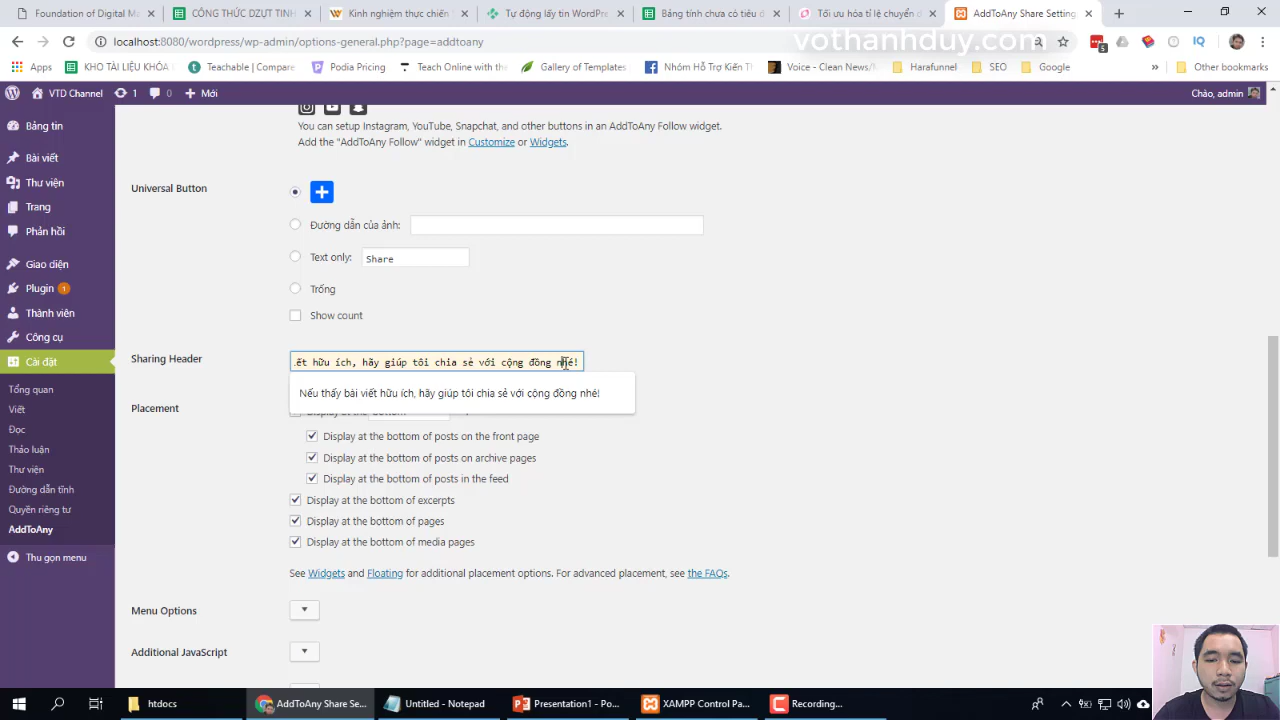 Foundation of Digital Ma
CÔNG THỨC DZỰT TINH
Kinh nghiệm thực chiến
Tự động lấy tin WordPre
Bảng tính chưa có tiêu đ
Tối ưu hóa tỉ lệ chuyển đ
AddToAny Share Setting
localhost:8080/wordpress/wp-admin/options-general.php?page=addtoany
vothanhduy.com
Apps
KHO TÀI LIỆU KHÓA
Teachable | Compare
Podia Pricing
Teach Online with the
Gallery of Templates
Nhóm Hỗ Trợ Kiến Th
Voice - Clean News/M
Harafunnel
SEO
Google
Other bookmarks
VTD Channel
1
0
Mới
Chào, admin
Bảng tin
Bài viết
Thư viện
Trang
Phản hồi
Giao diện
Plugin 1
Thành viên
Công cụ
Cài đặt
Tổng quan
Viết
Đọc
Thảo luận
Thư viện
Đường dẫn tĩnh
Quyền riêng tư
AddToAny
Thu gọn menu
You can setup Instagram, YouTube, Snapchat, and other buttons in an AddToAny Follow widget.
Add the "AddToAny Follow" widget in Customize or Widgets.
Universal Button
Đường dẫn của ảnh:
Text only: Share
Trống
Show count
Sharing Header
ết hữu ích, hãy giúp tôi chia sẻ với cộng đồng nhé!
Nếu thấy bài viết hữu ích, hãy giúp tôi chia sẻ với cộng đồng nhé!
Placement
Display at the bottom of posts on the front page
Display at the bottom of posts on archive pages
Display at the bottom of posts in the feed
Display at the bottom of excerpts
Display at the bottom of pages
Display at the bottom of media pages
See Widgets and Floating for additional placement options. For advanced placement, see the FAQs.
Menu Options
Additional JavaScript
htdocs
AddToAny Share Se...
Untitled - Notepad
Presentation1 - Po...
XAMPP Control Pa...
Recording...